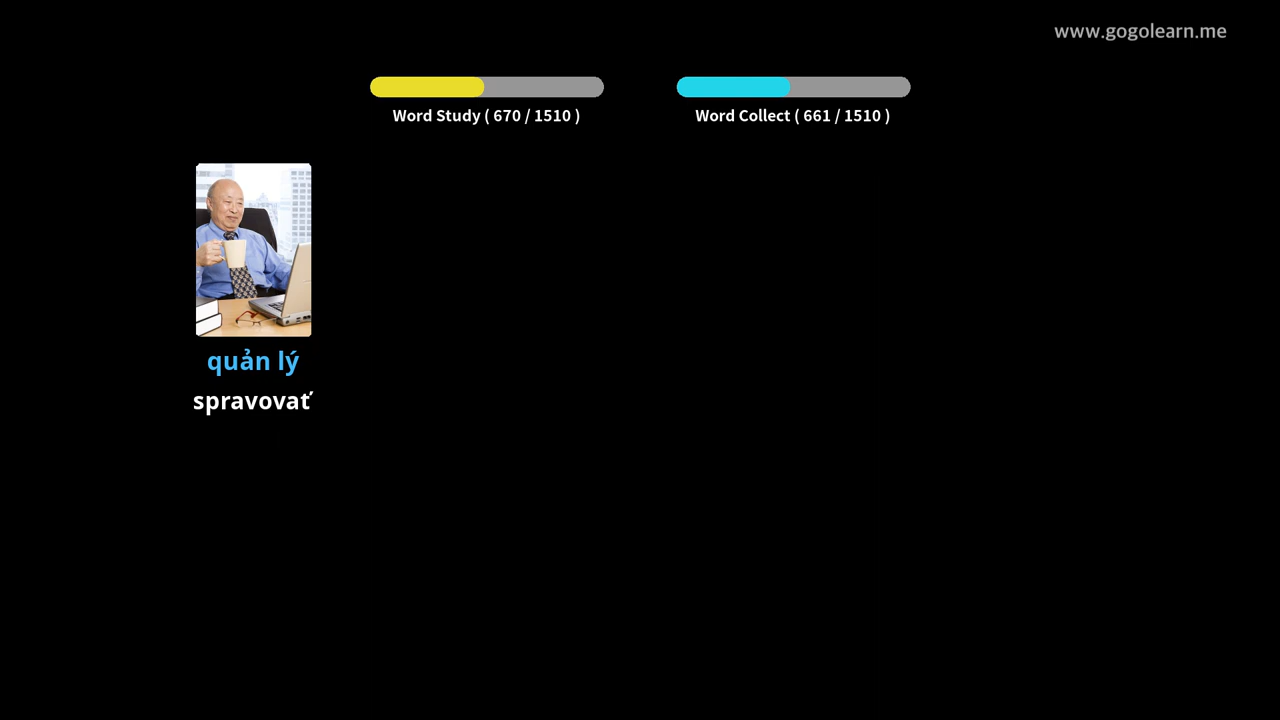 www.gogolearn.me
Word Study ( 670 / 1510 )
Word Collect ( 661 / 1510 )
quản lý
spravovať